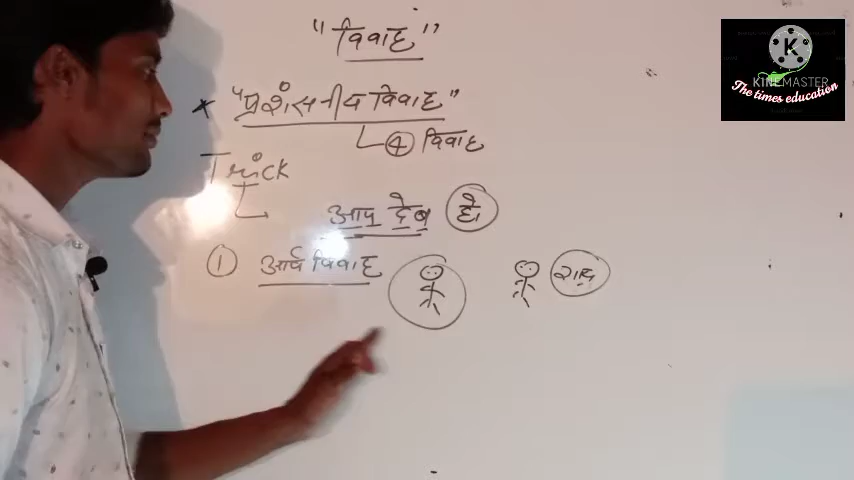 "विवाह"
* "प्रशंसनीय विवाह"
④ विवाह
Trick
आप देब है।
① आर्ष विवाह
KINEMASTER
The times education